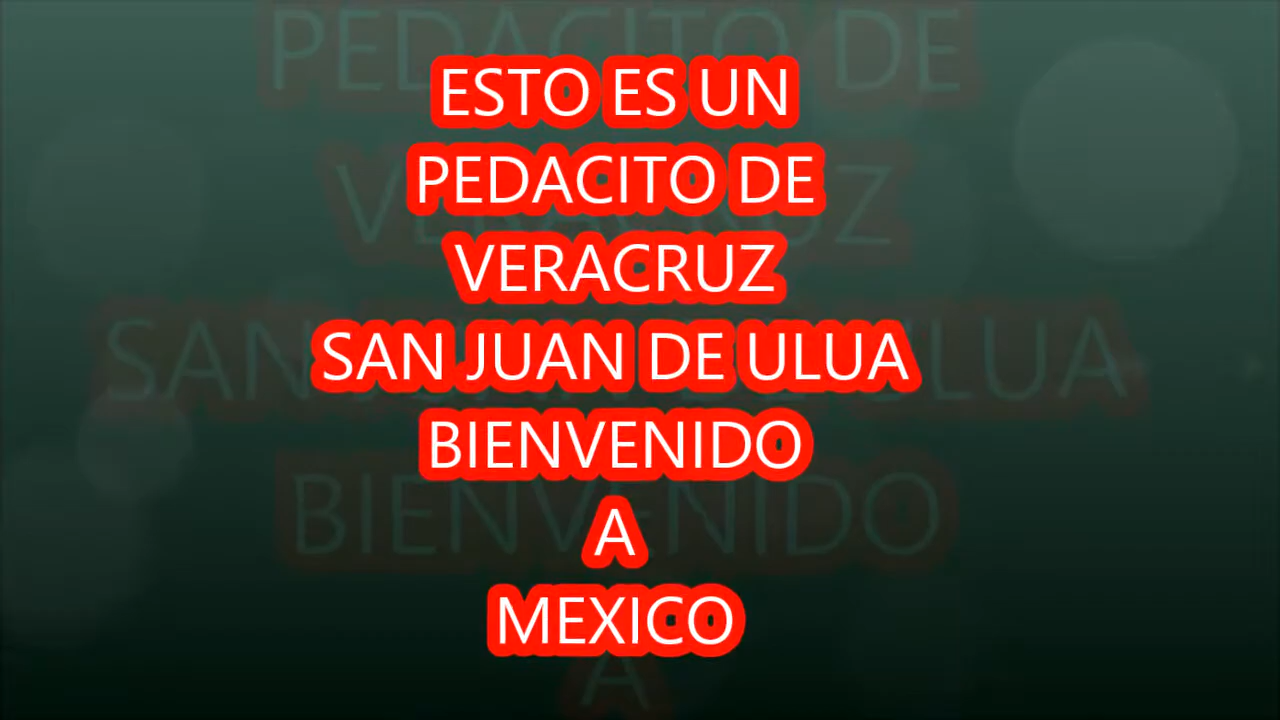 ESTO ES UN
PEDACITO DE
VERACRUZ
SAN JUAN DE ULUA
BIENVENIDO
A
MEXICO